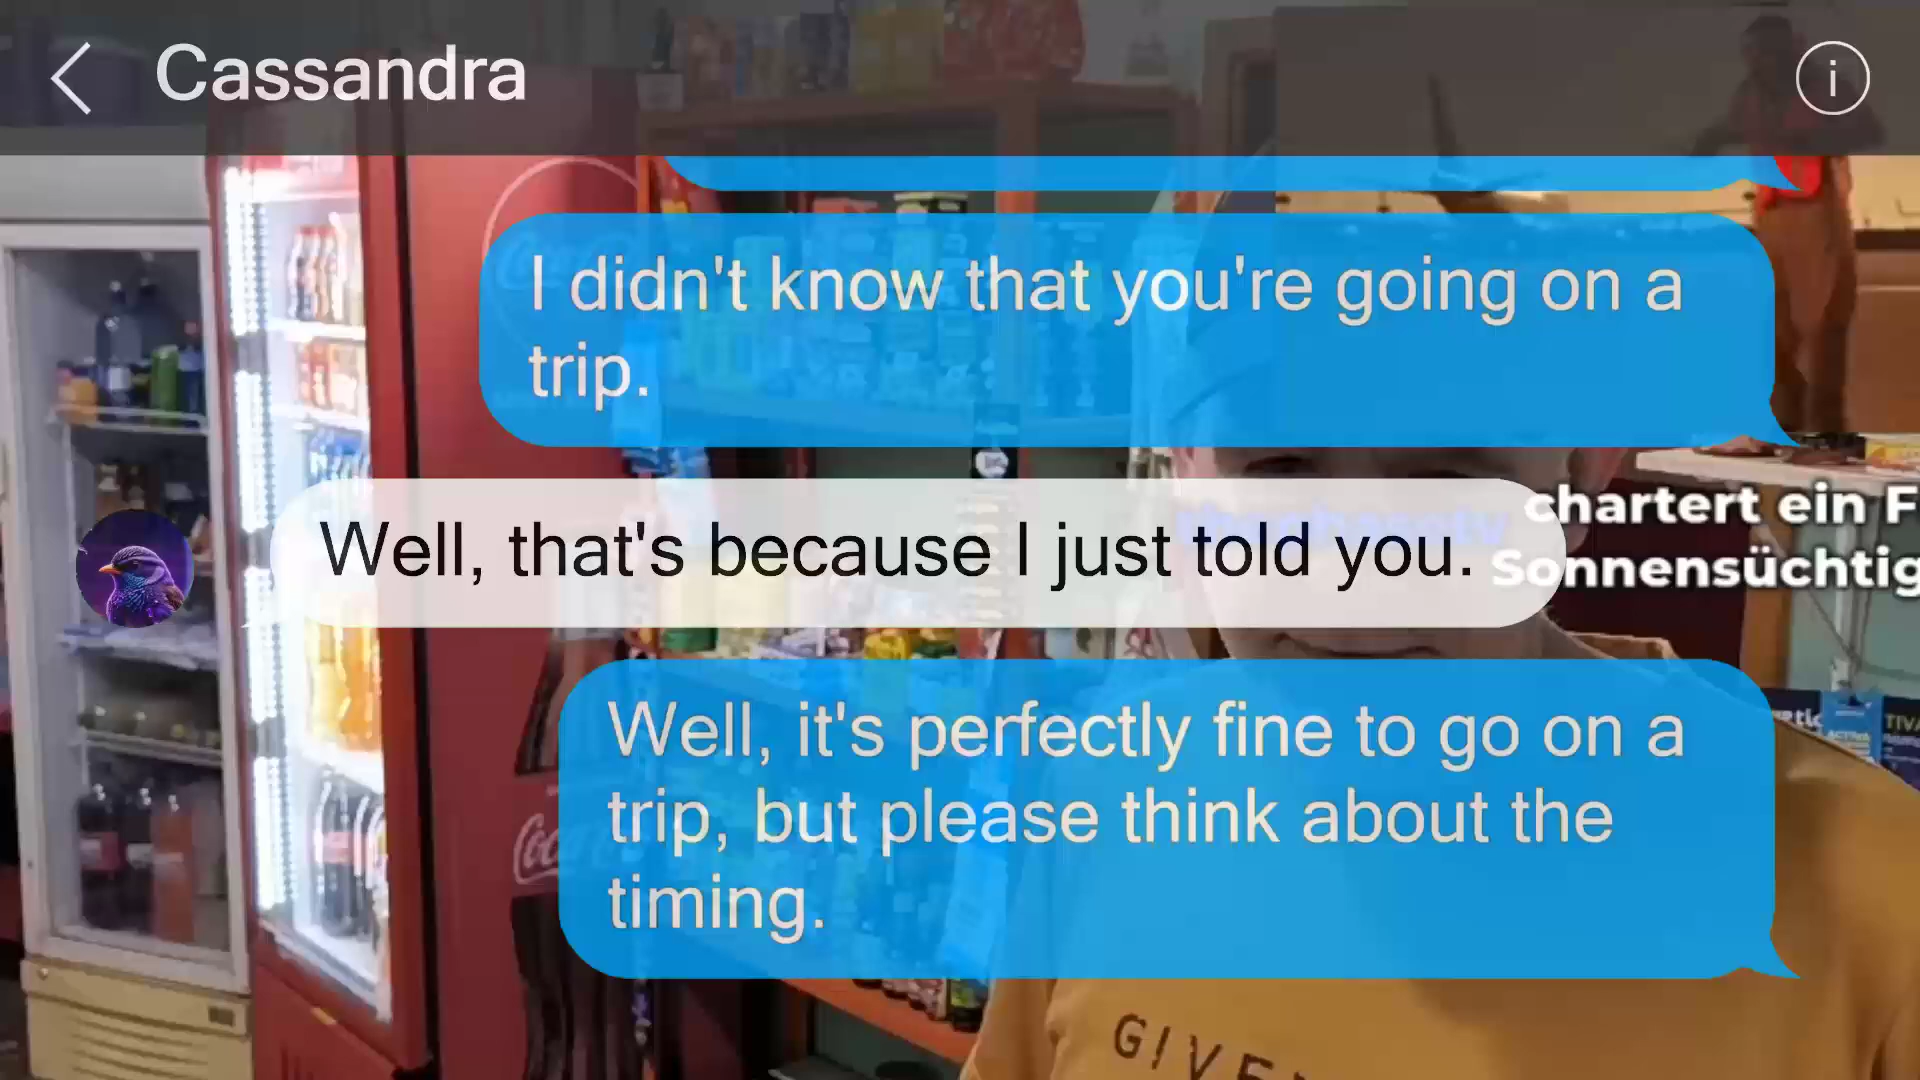 Cassandra
i
I didn't know that you're going on a
trip.
chartert ein F
Well, that's because I just told you.
Sonnensüchtig
Well, it's perfectly fine to go on a
trip, but please think about the
timing.
GIVE